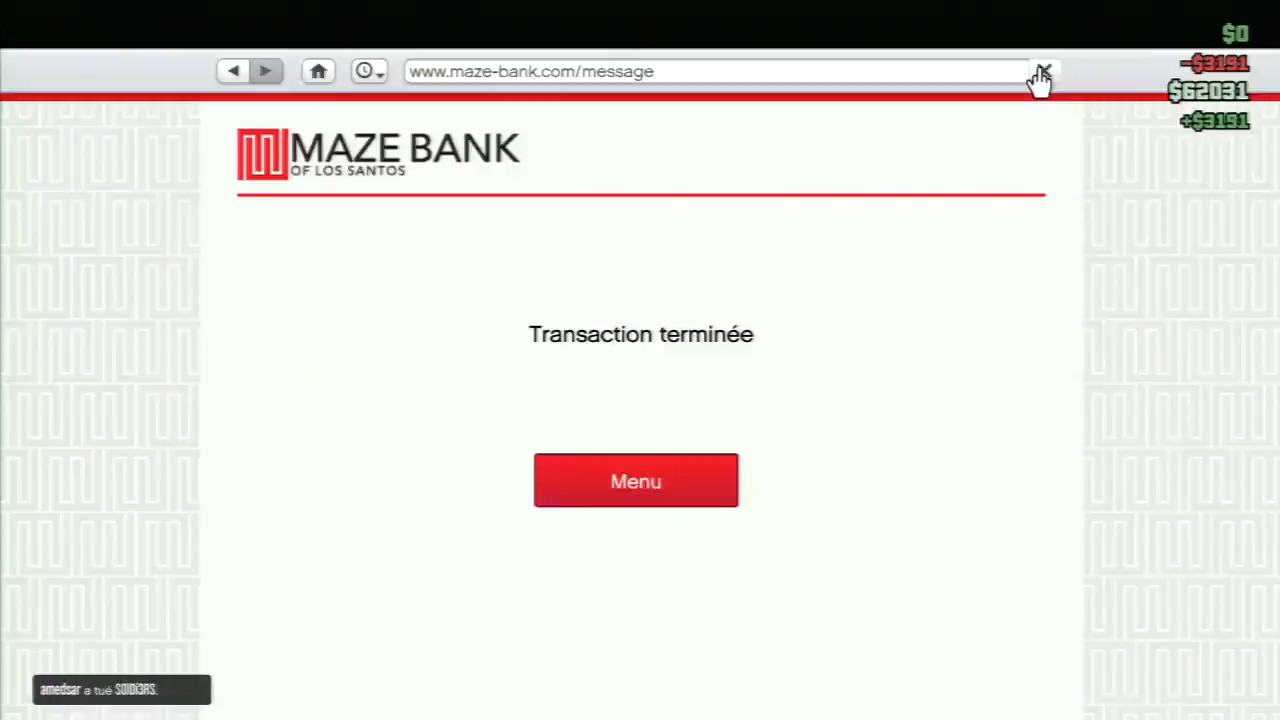 $0
-$3191
www.maze-bank.com/message
$62031
+$3191
MAZE BANK
OF LOS SANTOS
Transaction terminée
Menu
amedsar a tué S0lDi3RS.